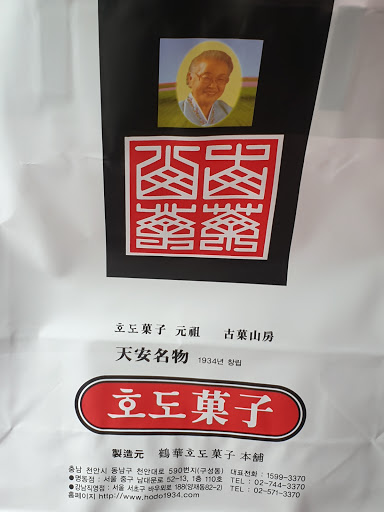 호도菓子 元祖 古菓山房
天安名物 1934년 창립
호도菓子
製造元 鶴華호도菓子 本舖
충남 천안시 동남구 천안대로 590번지(구성동) 대표전화 : 1599-3370
●명동점 : 서울 중구 남대문로 52-13, 1층 110호 TEL : 02-744-3370
●강남직영점 : 서울 서초구 바우뫼로 188(양재동82-2) TEL : 02-571-3370
홈페이지 http://www.hodo1934.com